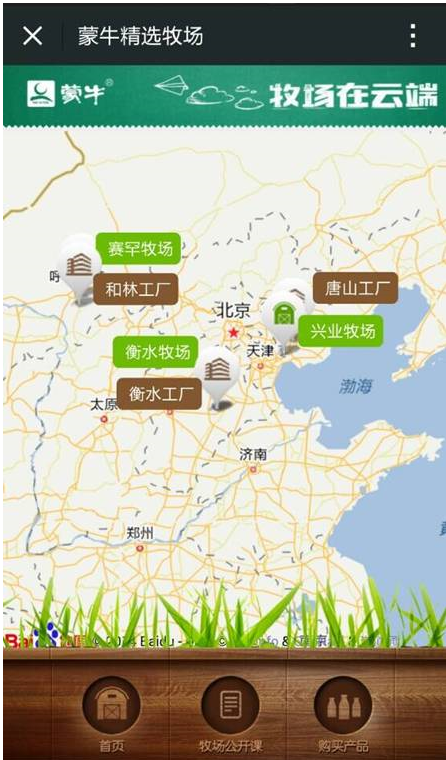 蒙牛精选牧场
蒙牛®
牧场在云端
赛罕牧场
呼
和林工厂
唐山工厂
北京
兴业牧场
天津
衡水牧场
衡水工厂
渤海
太原
济南
郑州
© Baidu -
首页
牧场公开课
购买产品